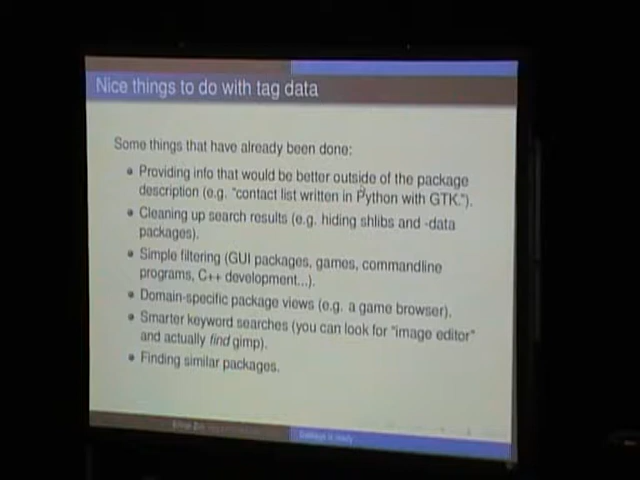 Nice things to do with tag data
Some things that have already been done:
Providing info that would be better outside of the package
description (e.g. "contact list written in Python with GTK.").
Cleaning up search results (e.g. hiding shlibs and -data
packages).
Simple filtering (GUI packages, games, commandline
programs, C++ development...).
Domain-specific package views (e.g. a game browser).
Smarter keyword searches (you can look for "image editor"
and actually find gimp).
Finding similar packages.